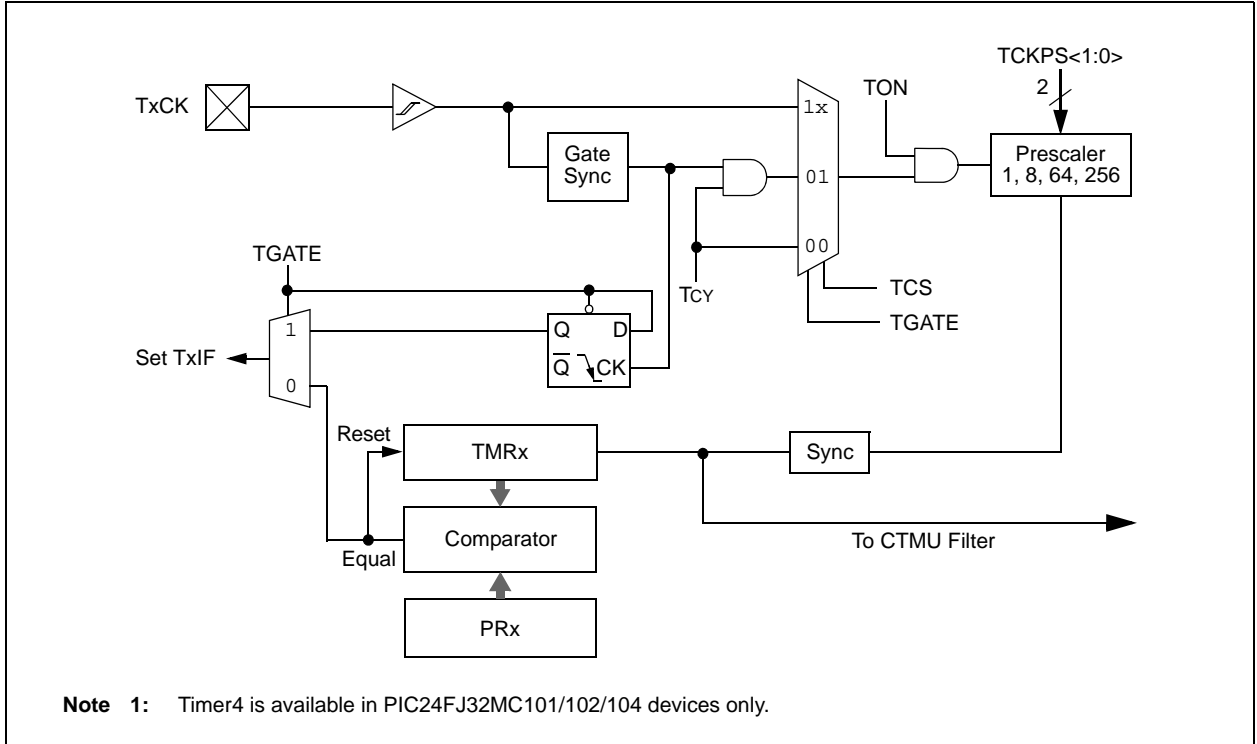 TCKPS<1:0>
2
TxCK
TON
1x
Gate
Sync
Prescaler
1, 8, 64, 256
01
00
TGATE
TCY
TCS
TGATE
1
Q D
Set TxIF
Q CK
0
Reset
TMRx
Sync
Comparator
To CTMU Filter
Equal
PRx
Note 1: Timer4 is available in PIC24FJ32MC101/102/104 devices only.